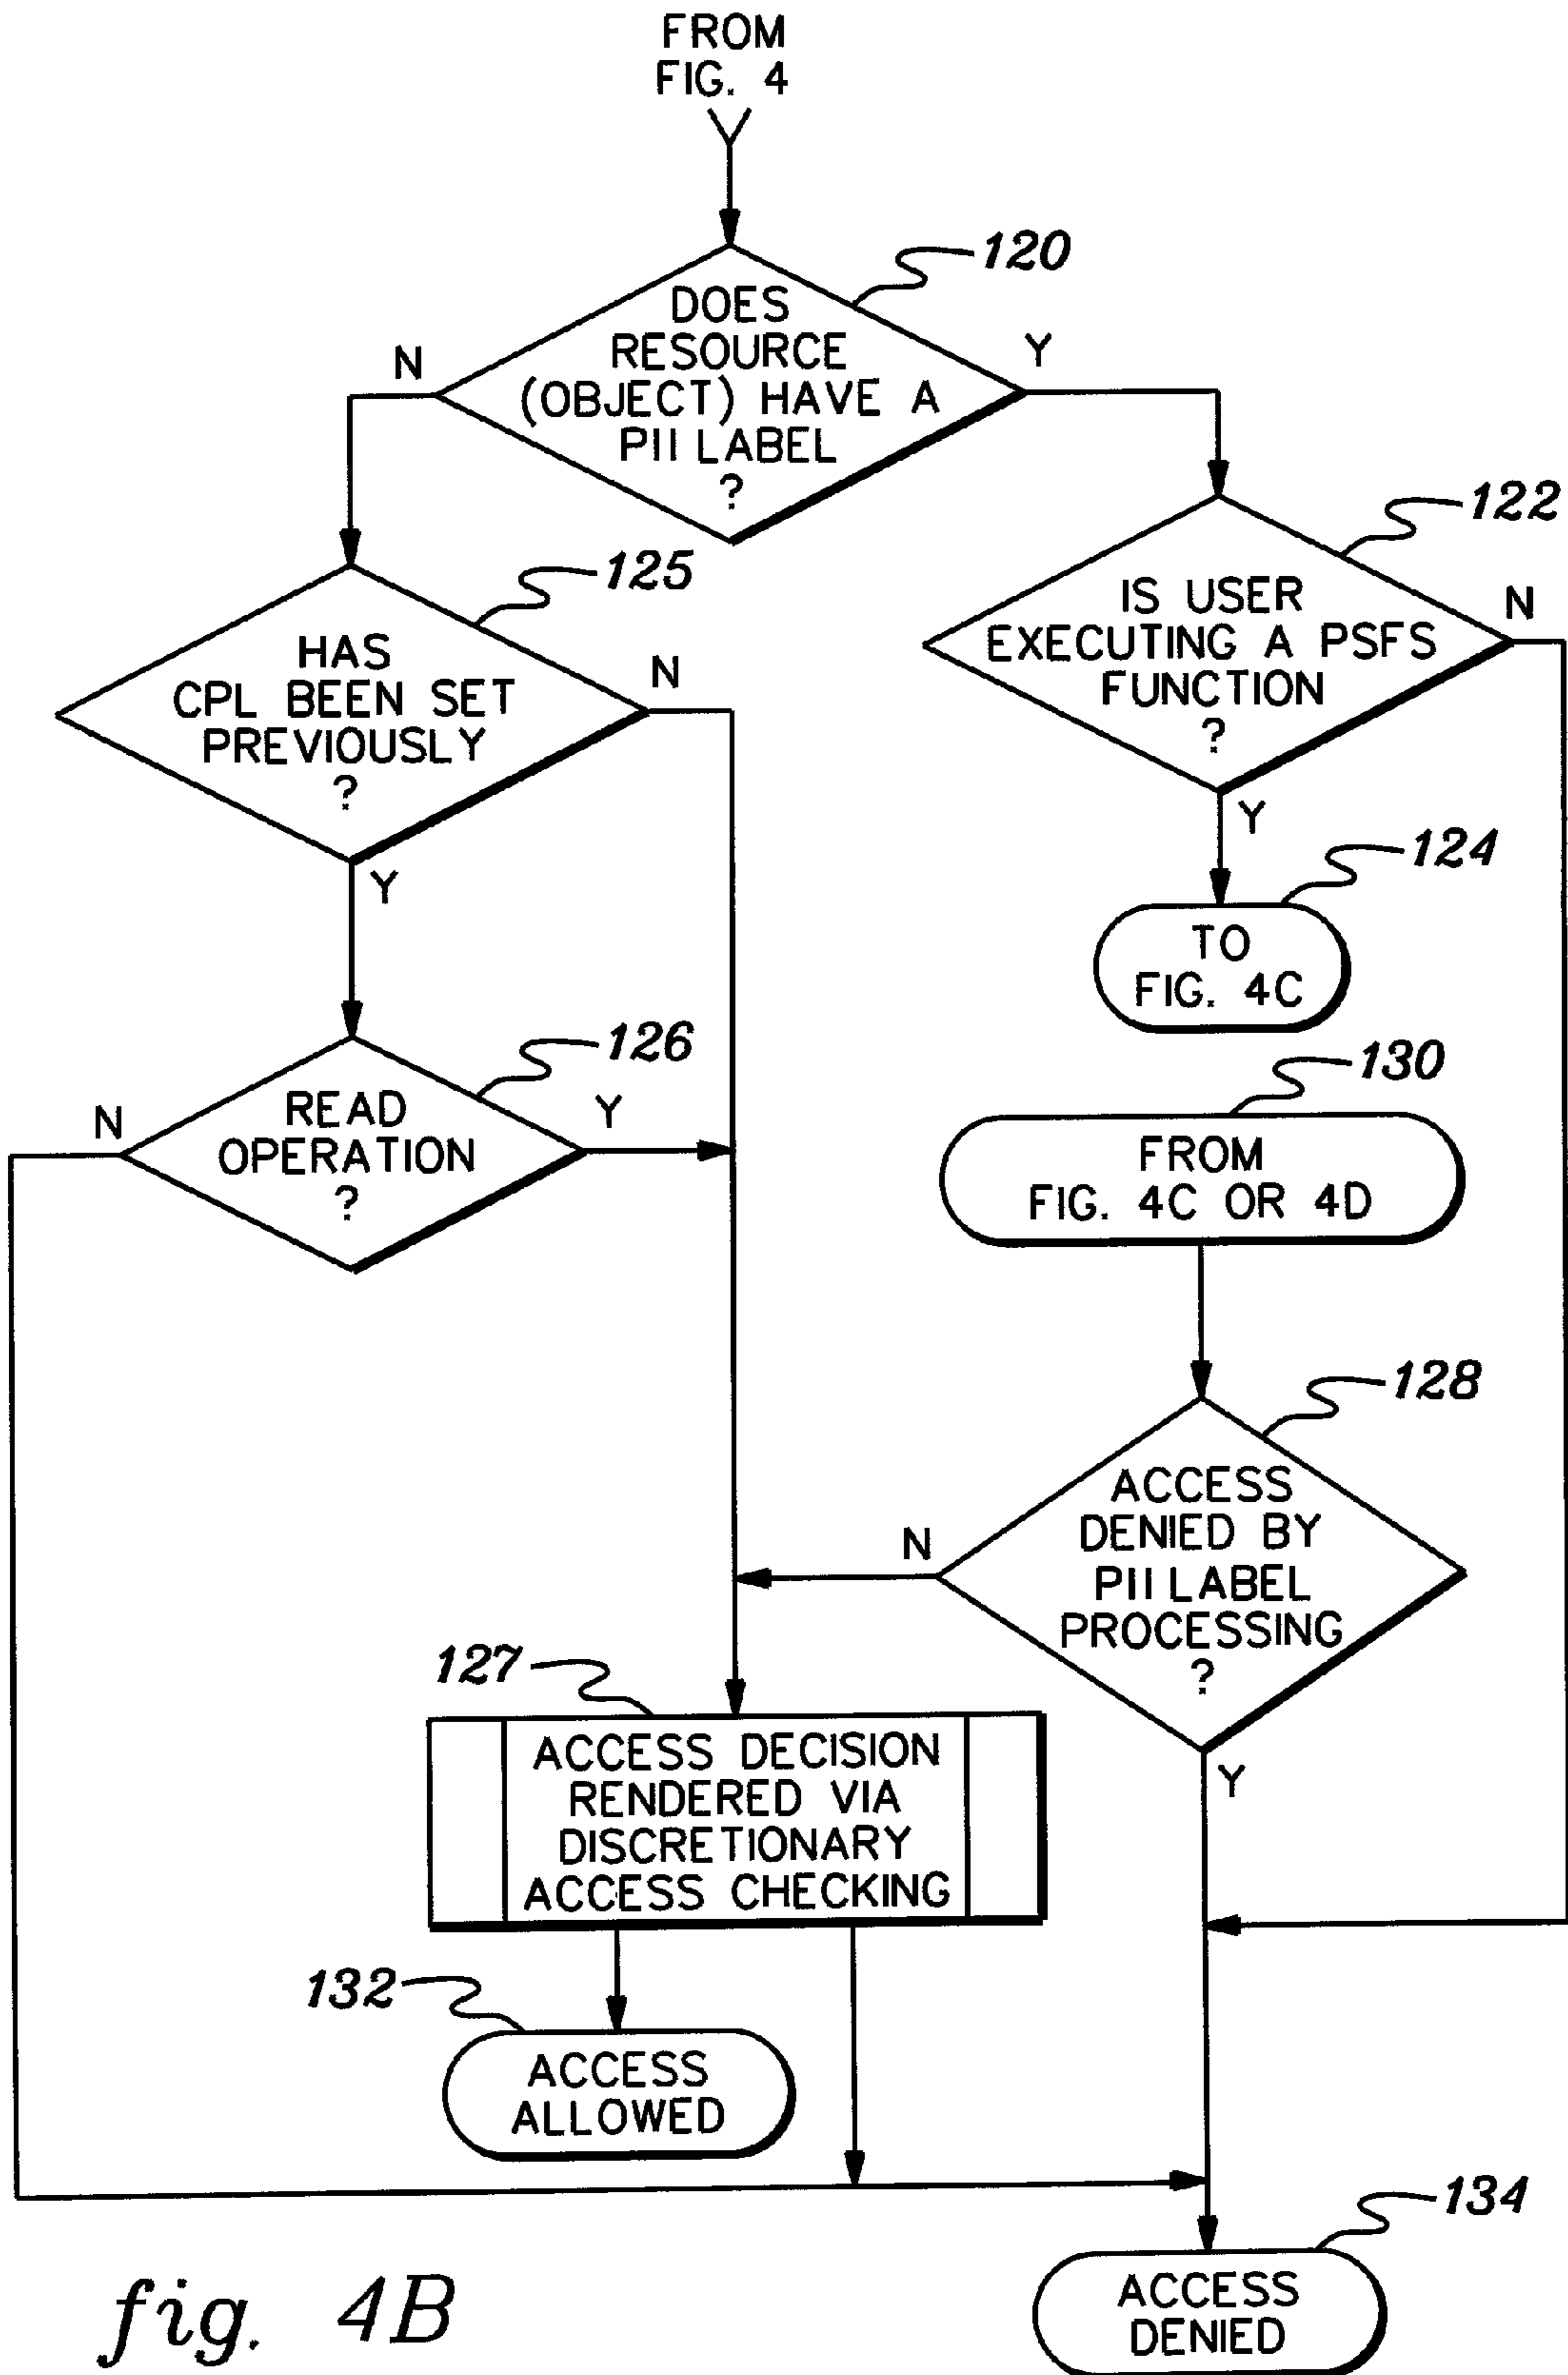 FROM
FIG. 4
120
DOES
RESOURCE
(OBJECT) HAVE A
PII LABEL
?
N
Y
122
IS USER
EXECUTING A PSFS
FUNCTION
?
N
Y
125
HAS
CPL BEEN SET
PREVIOUSLY
?
N
Y
124
TO
FIG. 4C
126
READ
OPERATION
?
N
Y
130
FROM
FIG. 4C OR 4D
128
ACCESS
DENIED BY
PII LABEL
PROCESSING
?
N
Y
127
ACCESS DECISION
RENDERED VIA
DISCRETIONARY
ACCESS CHECKING
132
ACCESS
ALLOWED
134
ACCESS
DENIED
fig. 4B